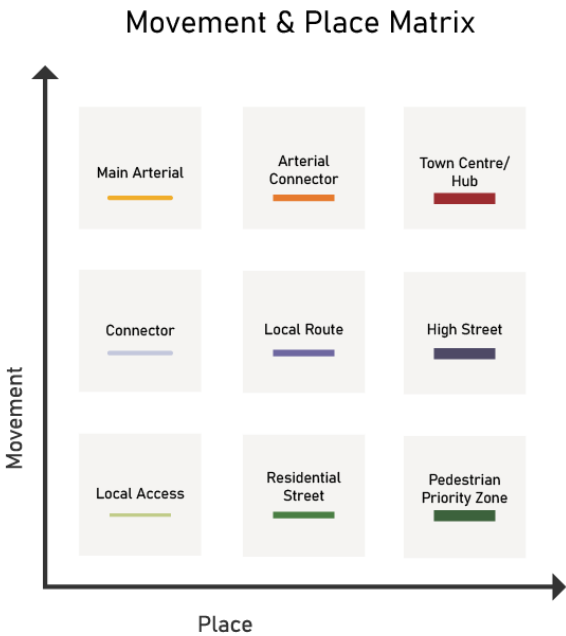 Movement & Place Matrix
Main Arterial
Arterial
Connector
Town Centre/
Hub
Connector
Local Route
High Street
Local Access
Residential
Street
Pedestrian
Priority Zone
Movement
Place